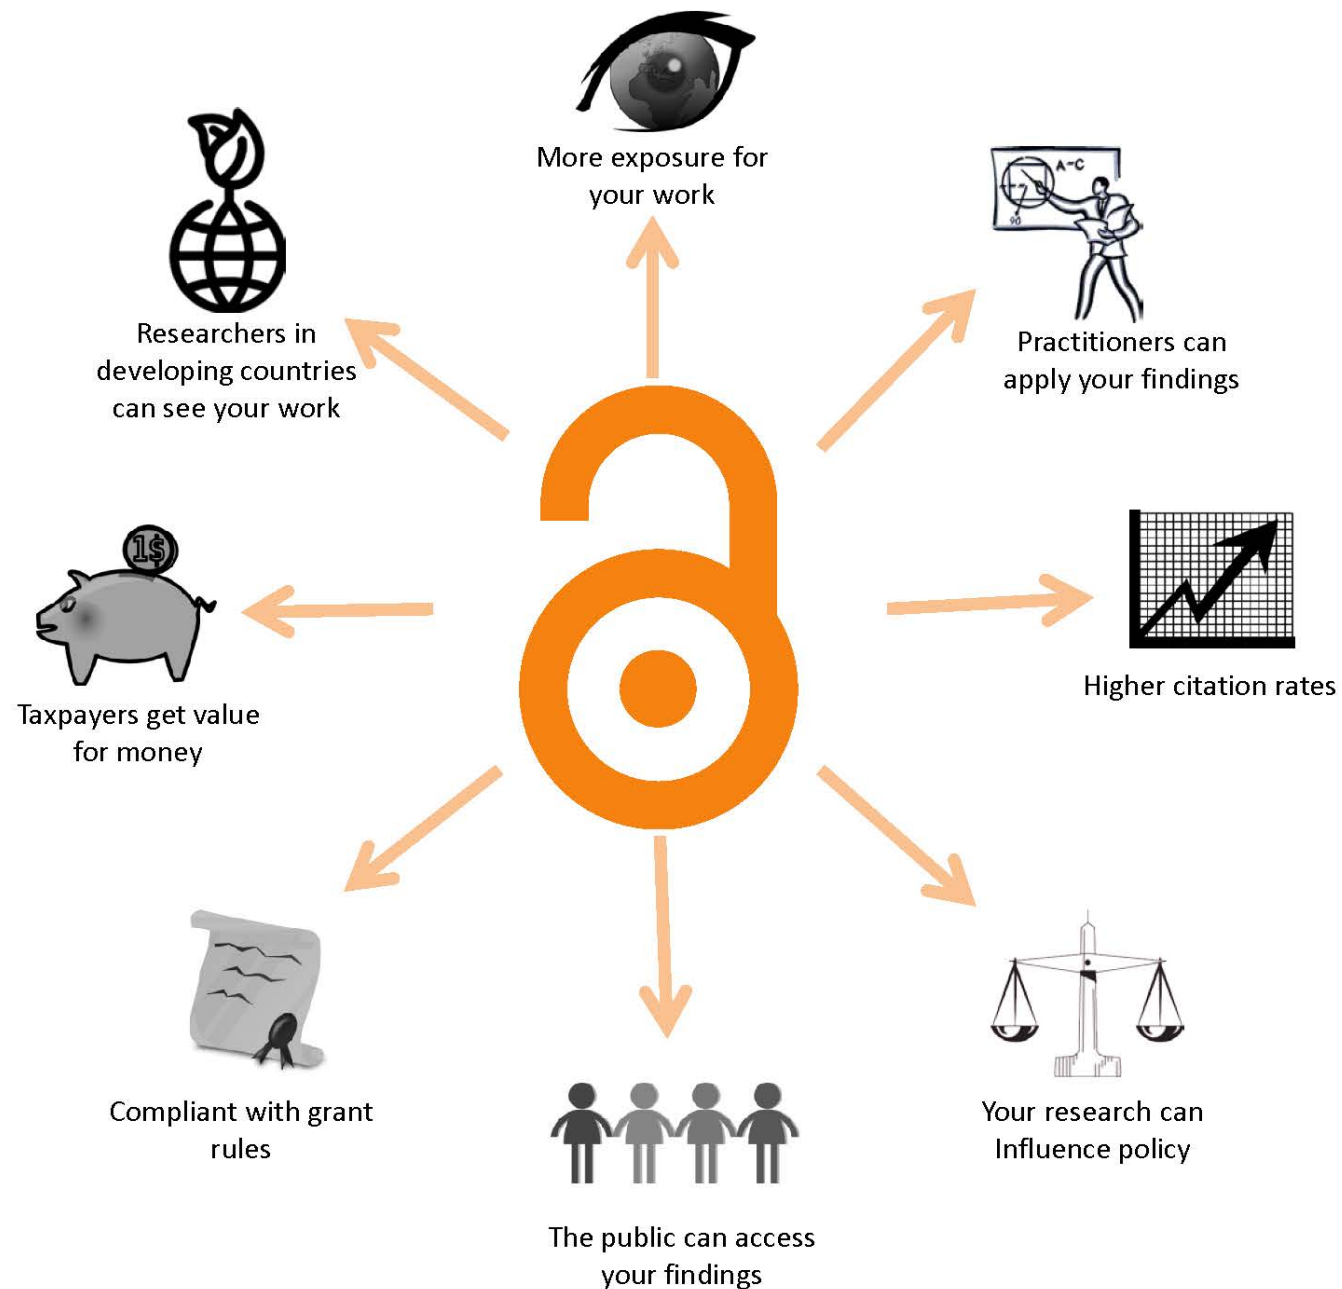 More exposure for
your work
A-C
90
Practitioners can
apply your findings
Higher citation rates
Your research can
Influence policy
The public can access
your findings
Compliant with grant
rules
1$
Taxpayers get value
for money
Researchers in
developing countries
can see your work